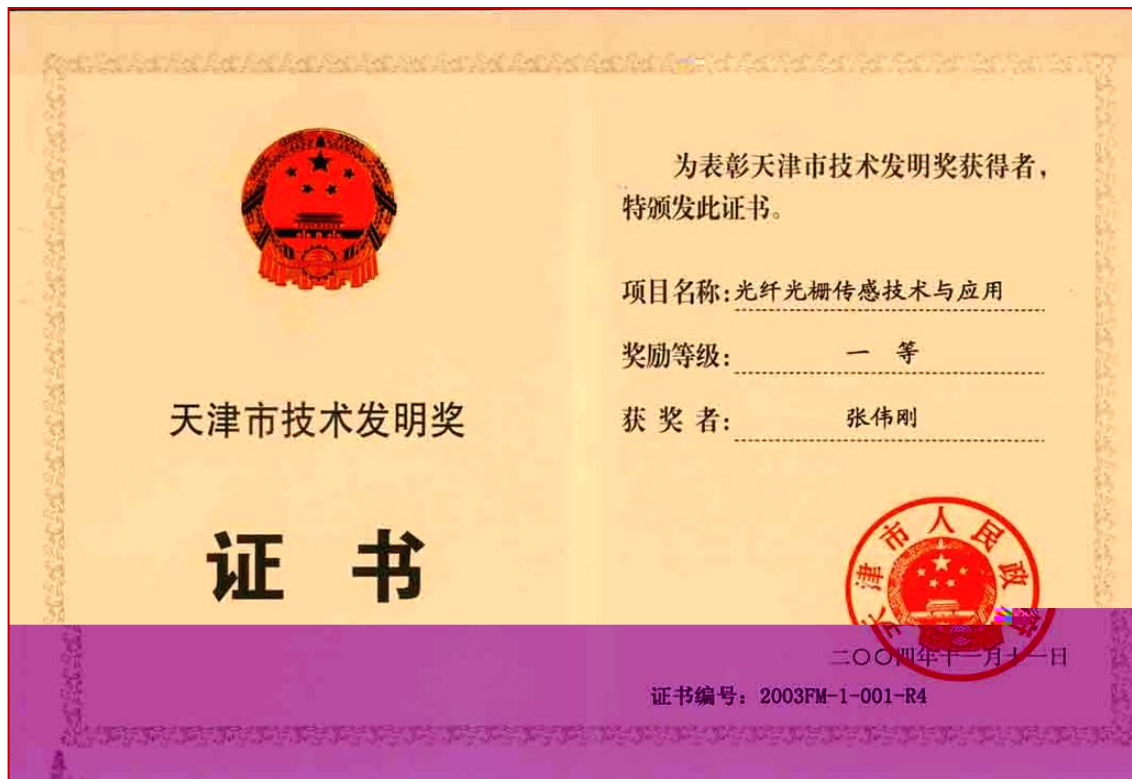 天津市技术发明奖
证 书
为表彰天津市技术发明奖获得者,
特颁发此证书。
项目名称:光纤光栅传感技术与应用
奖励等级: 一 等
获 奖 者: 张伟刚
天津市人民政府
二〇〇四年十一月十一日
证书编号: 2003FM-1-001-R4